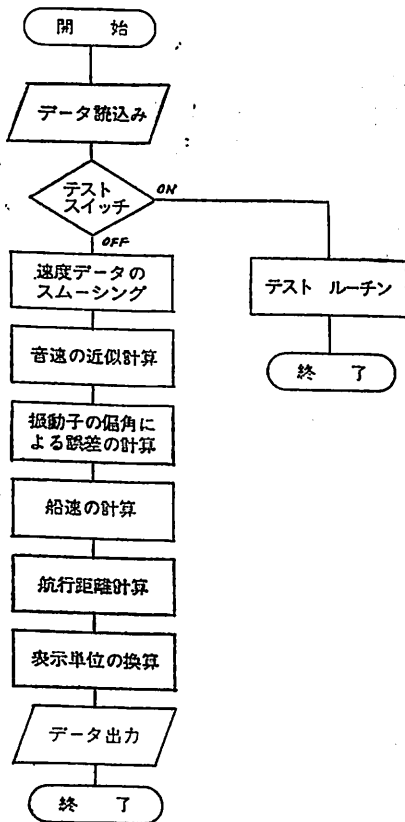 開 始
データ読込み
テスト
スイッチ
ON
OFF
速度データの
スムーシング
テスト ルーチン
音速の近似計算
終 了
振動子の偏角に
よる誤差の計算
船速の計算
航行距離計算
表示単位の換算
データ出力
終 了